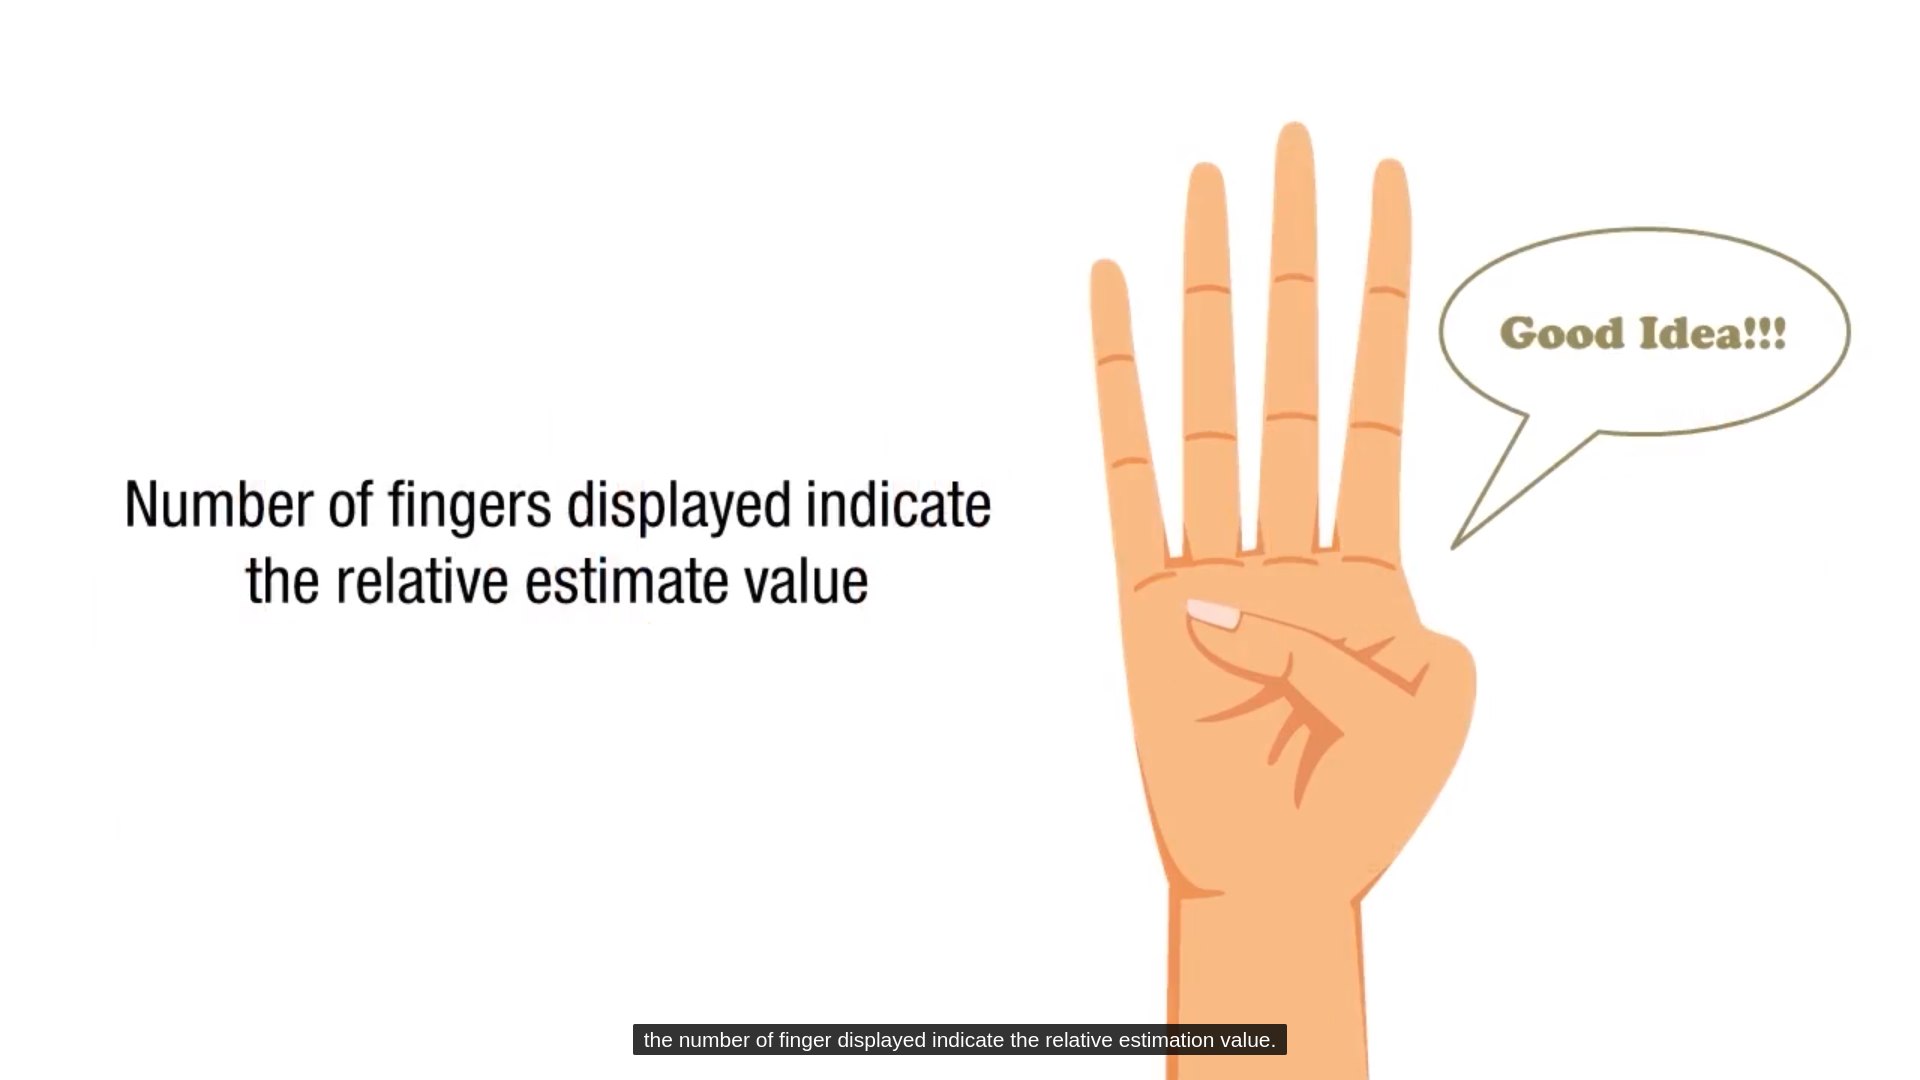 Good Idea!!!
Number of fingers displayed indicate
the relative estimate value
the number of finger displayed indicate the relative estimation value.